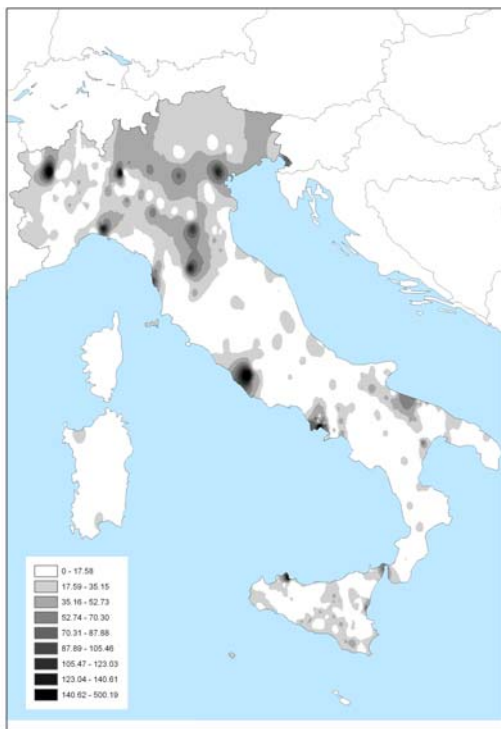 0 - 17.58
17.59 - 35.15
35.16 - 52.73
52.74 - 70.30
70.31 - 87.88
87.89 - 105.46
105.47 - 123.03
123.04 - 140.61
140.62 - 500.19